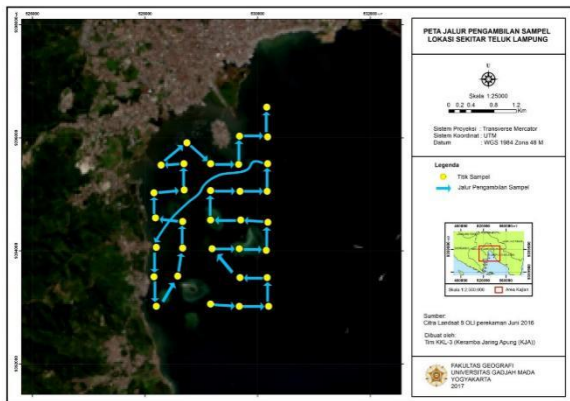 PETA JALUR PENGAMBILAN SAMPEL
LOKASI SEKITAR TELUK LAMPUNG
U
Skala 1:25000
0 0.2 0.4 0.8 1.2
Km
Sistem Proyeksi : Transverse Mercator
Sistem Koordinat : UTM
Datum : WGS 1984 Zona 48 M
Legenda
Titik Sampel
Jalur Pengambilan Sampel
Area Kajian
Sumber:
Citra Landsat 8 OLI perekaman Juni 2016
Dibuat oleh:
Tim KKL-3 (Keramba Jaring Apung (KJA))
FAKULTAS GEOGRAFI
UNIVERSITAS GADJAH MADA
YOGYAKARTA
2017